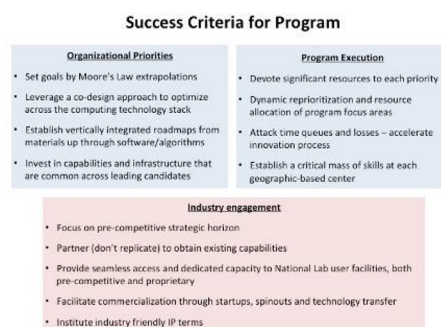 Success Criteria for Program
Organizational Priorities
• Set goals by Moore's Law extrapolations
• Leverage a co-design approach to optimize
across the computing technology stack
• Establish vertically integrated roadmaps from
materials up through software/algorithms
• Invest in capabilities and infrastructure that
are common across leading candidates
Program Execution
• Devote significant resources to each priority
• Dynamic reprioritization and resource
allocation of program focus areas
• Attack time queues and losses – accelerate
innovation process
• Establish a critical mass of skills at each
geographic-based center
Industry engagement
• Focus on pre-competitive strategic horizon
• Partner (don't replicate) to obtain existing capabilities
• Provide seamless access and dedicated capacity to National Lab user facilities, both
pre-competitive and proprietary
• Facilitate commercialization through startups, spinouts and technology transfer
• Institute industry friendly IP terms